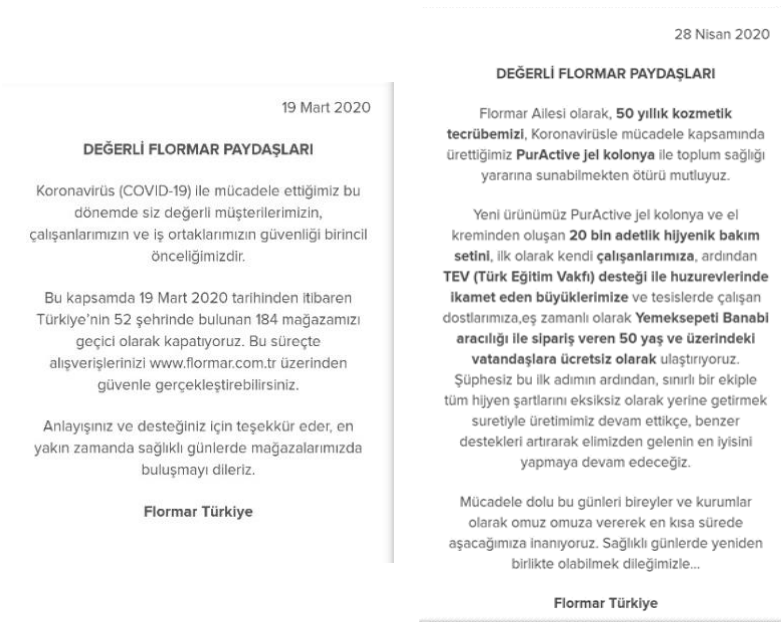 19 Mart 2020
DEĞERLİ FLORMAR PAYDAŞLARI
Koronavirüs (COVID-19) ile mücadele ettiğimiz bu
dönemde siz değerli müşterilerimizin,
çalışanlarımızın ve iş ortaklarımızın güvenliği birincil
önceliğimizdir.
Bu kapsamda 19 Mart 2020 tarihinden itibaren
Türkiye'nin 52 şehrinde bulunan 184 mağazamızı
geçici olarak kapatıyoruz. Bu süreçte
alışverişlerinizi www.flormar.com.tr üzerinden
güvenle gerçekleştirebilirsiniz.
Anlayışınız ve desteğiniz için teşekkür eder, en
yakın zamanda sağlıklı günlerde mağazalarımızda
buluşmayı dileriz.
Flormar Türkiye
28 Nisan 2020
DEĞERLİ FLORMAR PAYDAŞLARI
Flormar Ailesi olarak, 50 yıllık kozmetik
tecrübemizi, Koronavirüsle mücadele kapsamında
ürettiğimiz PurActive jel kolonya ile toplum sağlığı
yararına sunabilmekten ötürü mutluyuz.
Yeni ürünümüz PurActive jel kolonya ve el
kreminden oluşan 20 bin adetlik hijyenik bakım
setini, ilk olarak kendi çalışanlarımıza, ardından
TEV (Türk Eğitim Vakfı) desteği ile huzurevlerinde
ikamet eden büyüklerimize ve tesislerde çalışan
dostlarımıza,eş zamanlı olarak Yemeksepeti Banabi
aracılığı ile sipariş veren 50 yaş ve üzerindeki
vatandaşlara ücretsiz olarak ulaştırıyoruz.
Şüphesiz bu ilk adımın ardından, sınırlı bir ekiple
tüm hijyen şartlarını eksiksiz olarak yerine getirmek
suretiyle üretimimiz devam ettikçe, benzer
destekleri artırarak elimizden gelenin en iyisini
yapmaya devam edeceğiz.
Mücadele dolu bu günleri bireyler ve kurumlar
olarak omuz omuza vererek en kısa sürede
aşacağımıza inanıyoruz. Sağlıklı günlerde yeniden
birlikte olabilmek dileğimizle...
Flormar Türkiye